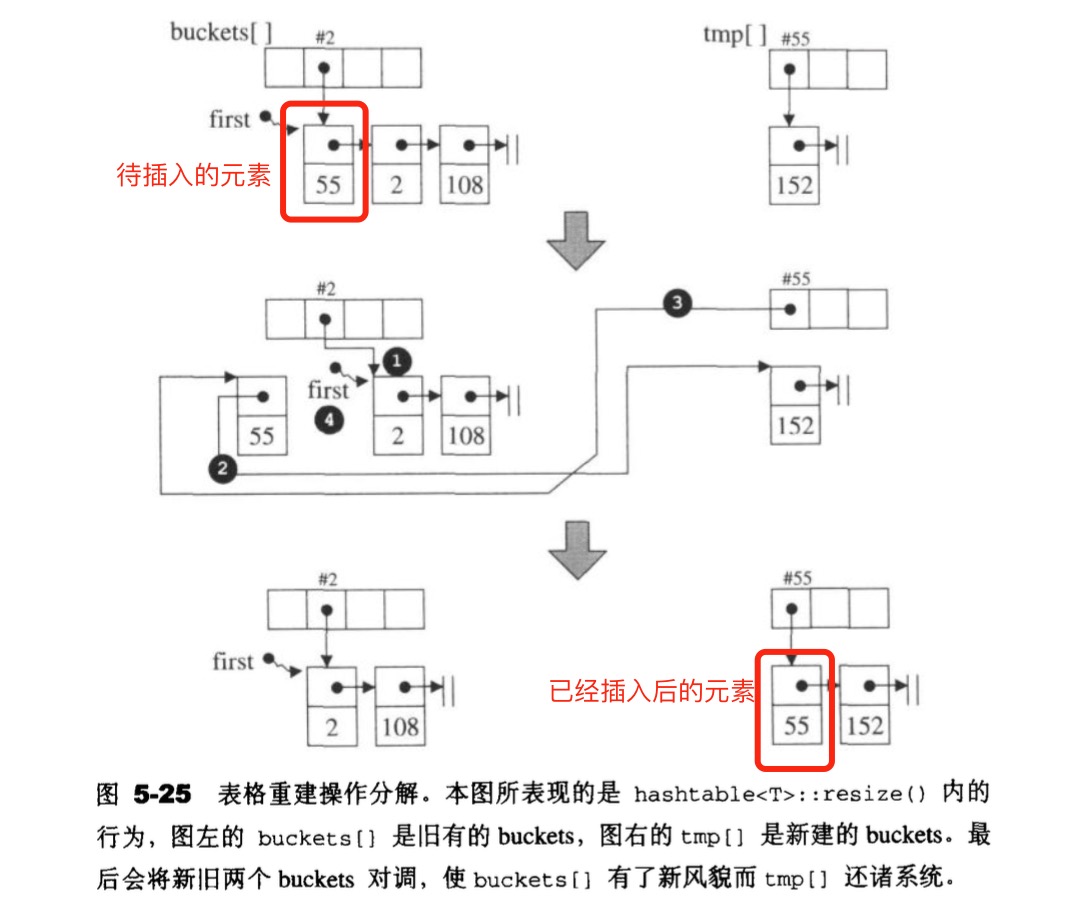 buckets[ ]
#2
tmp[ ]
#55
first
待插入的元素
55
2
108
152
#2
#55
3
1
first
4
55
2
108
152
2
#2
#55
first
已经插入后的元素
2
108
55
152
图 5-25 表格重建操作分解。本图所表现的是 hashtable<T>::resize() 内的
行为，图左的 buckets[} 是旧有的 buckets，图右的 tmp[] 是新建的 buckets。最
后会将新旧两个 buckets 对调，使 buckets[] 有了新风貌而 tmp[] 还诸系统。